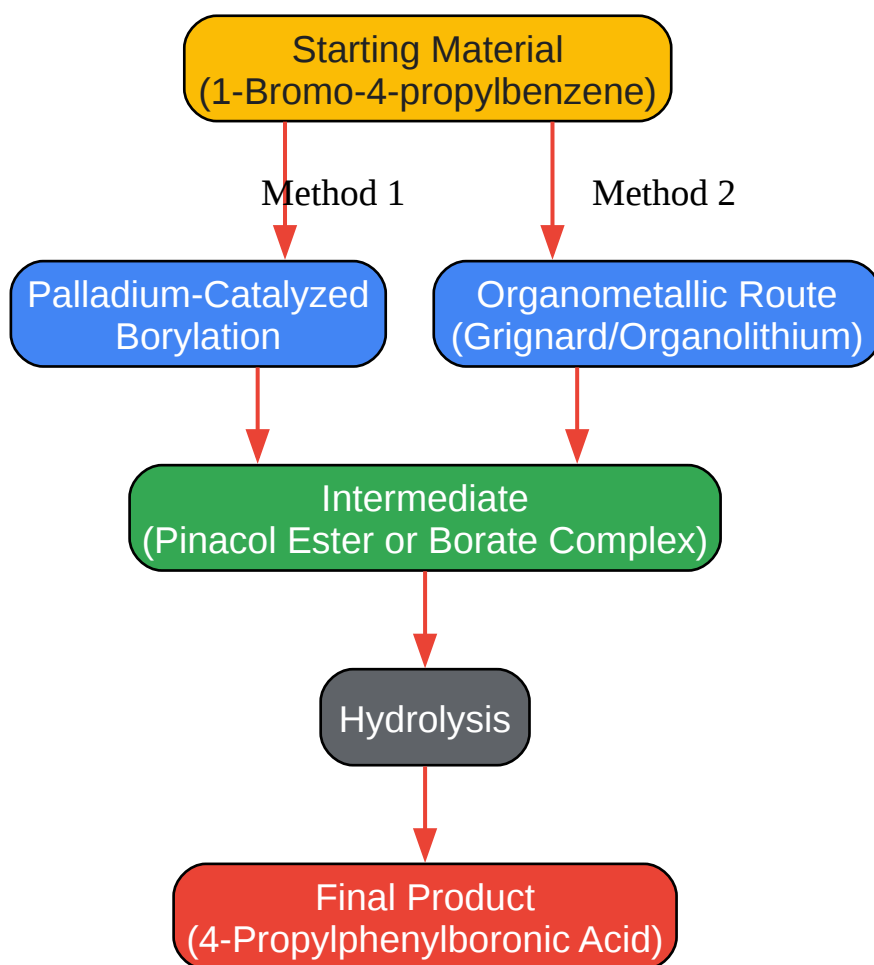 Starting Material
(1-Bromo-4-propylbenzene)
Method 1
Method 2
Palladium-Catalyzed
Borylation
Organometallic Route
(Grignard/Organolithium)
Intermediate
(Pinacol Ester or Borate Complex)
Hydrolysis
Final Product
(4-Propylphenylboronic Acid)